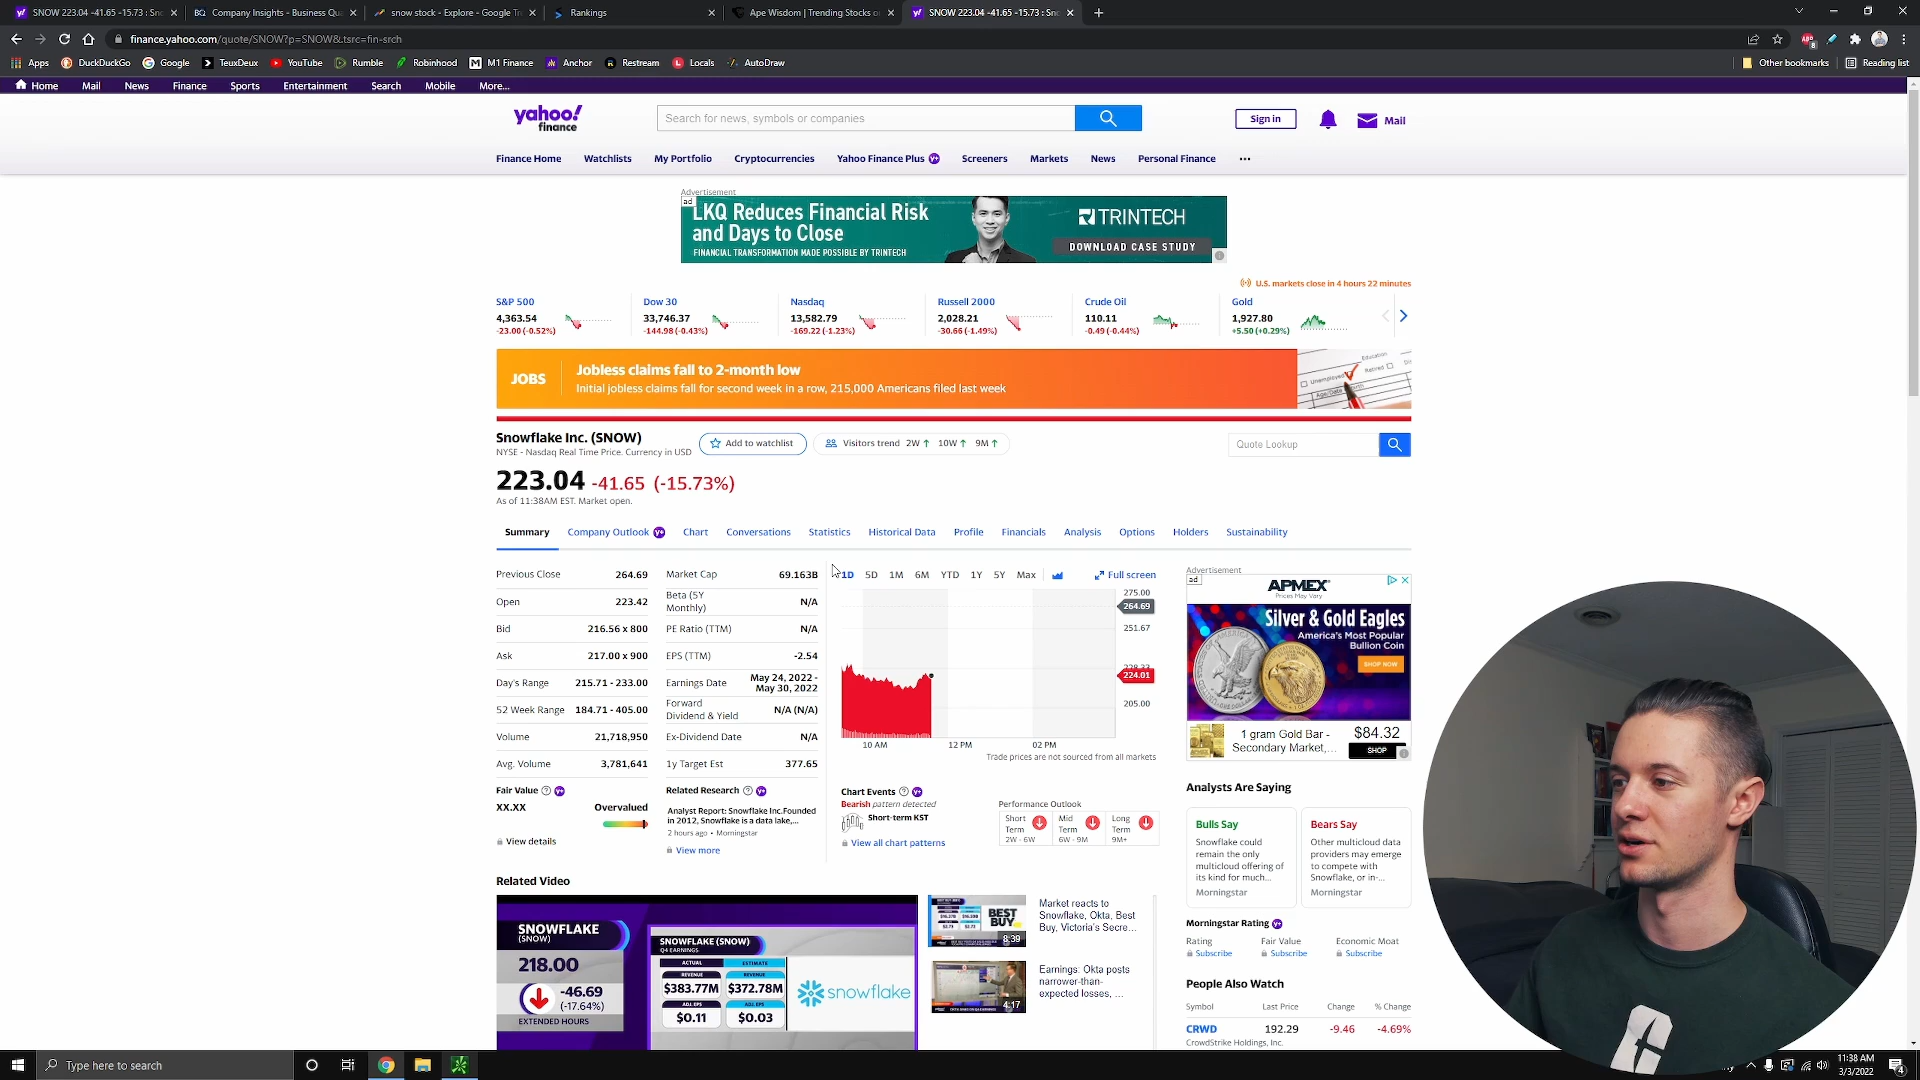 SNOW 223.04 -41.65 -15.73 : Sn
Company Insights - Business Qu
snow stock - Explore - Google Tr
Rankings
Ape Wisdom | Trending Stocks o
SNOW 223.04 -41.65 -15.73 : Sn
finance.yahoo.com/quote/SNOW?p=SNOW&.tsrc=fin-srch
Apps
DuckDuckGo
Google
TeuxDeux
YouTube
Rumble
Robinhood
M1 Finance
Anchor
Restream
Locals
AutoDraw
Other bookmarks
Reading list
Home
Mail
News
Finance
Sports
Entertainment
Search
Mobile
More...
yahoo!
finance
Search for news, symbols or companies
Sign in
Mail
Finance Home
Watchlists
My Portfolio
Cryptocurrencies
Yahoo Finance Plus
Screeners
Markets
News
Personal Finance
...
Advertisement
ad
LKQ Reduces Financial Risk
and Days to Close
FINANCIAL TRANSFORMATION MADE POSSIBLE BY TRINTECH
TRINTECH
DOWNLOAD CASE STUDY
U.S. markets close in 4 hours 22 minutes
S&P 500
4,363.54
-23.00 (-0.52%)
Dow 30
33,746.37
-144.98 (-0.43%)
Nasdaq
13,582.79
-169.22 (-1.23%)
Russell 2000
2,028.21
-30.66 (-1.49%)
Crude Oil
110.11
-0.49 (-0.44%)
Gold
1,927.80
+5.50 (+0.29%)
JOBS
Jobless claims fall to 2-month low
Initial jobless claims fall for second week in a row, 215,000 Americans filed last week
Snowflake Inc. (SNOW)
NYSE - Nasdaq Real Time Price. Currency in USD
Add to watchlist
Visitors trend 2W ↑ 10W ↑ 9M ↑
Quote Lookup
223.04 -41.65 (-15.73%)
As of 11:38AM EST. Market open.
Summary
Company Outlook
Chart
Conversations
Statistics
Historical Data
Profile
Financials
Analysis
Options
Holders
Sustainability
Previous Close 264.69
Open 223.42
Bid 216.56 x 800
Ask 217.00 x 900
Day's Range 215.71 - 233.00
52 Week Range 184.71 - 405.00
Volume 21,718,950
Avg. Volume 3,781,641
Market Cap 69.163B
Beta (5Y
Monthly) N/A
PE Ratio (TTM) N/A
EPS (TTM) -2.54
Earnings Date May 24, 2022 -
May 30, 2022
Forward
Dividend & Yield N/A (N/A)
Ex-Dividend Date N/A
1y Target Est 377.65
1D 5D 1M 6M YTD 1Y 5Y Max
Full screen
275.00
264.69
251.67
228.33
224.01
205.00
10 AM
12 PM
02 PM
Trade prices are not sourced from all markets
Fair Value
XX.XX
Overvalued
View details
Related Research
Analyst Report: Snowflake Inc.Founded
in 2012, Snowflake is a data lake,...
2 hours ago • Morningstar
View more
Chart Events
Bearish pattern detected
Short-term KST
View all chart patterns
Performance Outlook
Short
Term
2W - 6W
Mid
Term
6W - 9M
Long
Term
9M+
Advertisement
ad
APMEX
Prices May Vary
Silver & Gold Eagles
America's Most Popular
Bullion Coin
SHOP NOW
1 gram Gold Bar -
Secondary Market,...
$84.32
SHOP
Analysts Are Saying
Bulls Say
Snowflake could
remain the only
multicloud offering of
its kind for much...
Morningstar
Bears Say
Other multicloud data
providers may emerge
to compete with
Snowflake, or in-...
Morningstar
Morningstar Rating
Rating
Subscribe
Fair Value
Subscribe
Economic Moat
Subscribe
People Also Watch
Symbol
Last Price
Change
% Change
CRWD 192.29 -9.46 -4.69%
CrowdStrike Holdings, Inc.
Related Video
SNOWFLAKE
(SNOW)
218.00
-46.69
(-17.64%)
EXTENDED HOURS
SNOWFLAKE (SNOW)
Q4 EARNINGS
ACTUAL
ESTIMATE
REVENUE
$383.77M
REVENUE
$372.78M
ADJ. EPS
$0.11
ADJ. EPS
$0.03
snowflake
BEST
BUY
8:39
Market reacts to
Snowflake, Okta, Best
Buy, Victoria's Secre...
4:17
Earnings: Okta posts
narrower-than-
expected losses, ...
Type here to search
11:38 AM
3/3/2022